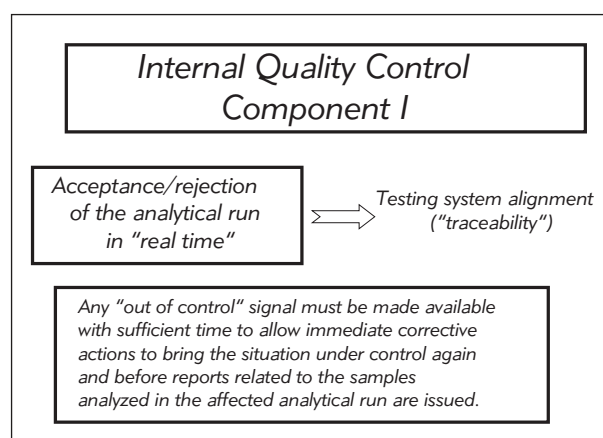 Internal Quality Control
Component I
Acceptance/rejection
of the analytical run
in “real time“
Testing system alignment
(“traceability“)
Any “out of control“ signal must be made available
with sufficient time to allow immediate corrective
actions to bring the situation under control again
and before reports related to the samples
analyzed in the affected analytical run are issued.